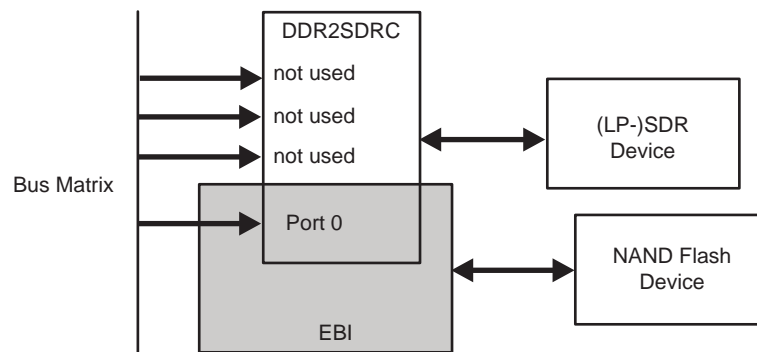 DDR2SDRC
not used
not used
not used
(LP-)SDR
Device
Bus Matrix
Port 0
NAND Flash
Device
EBI